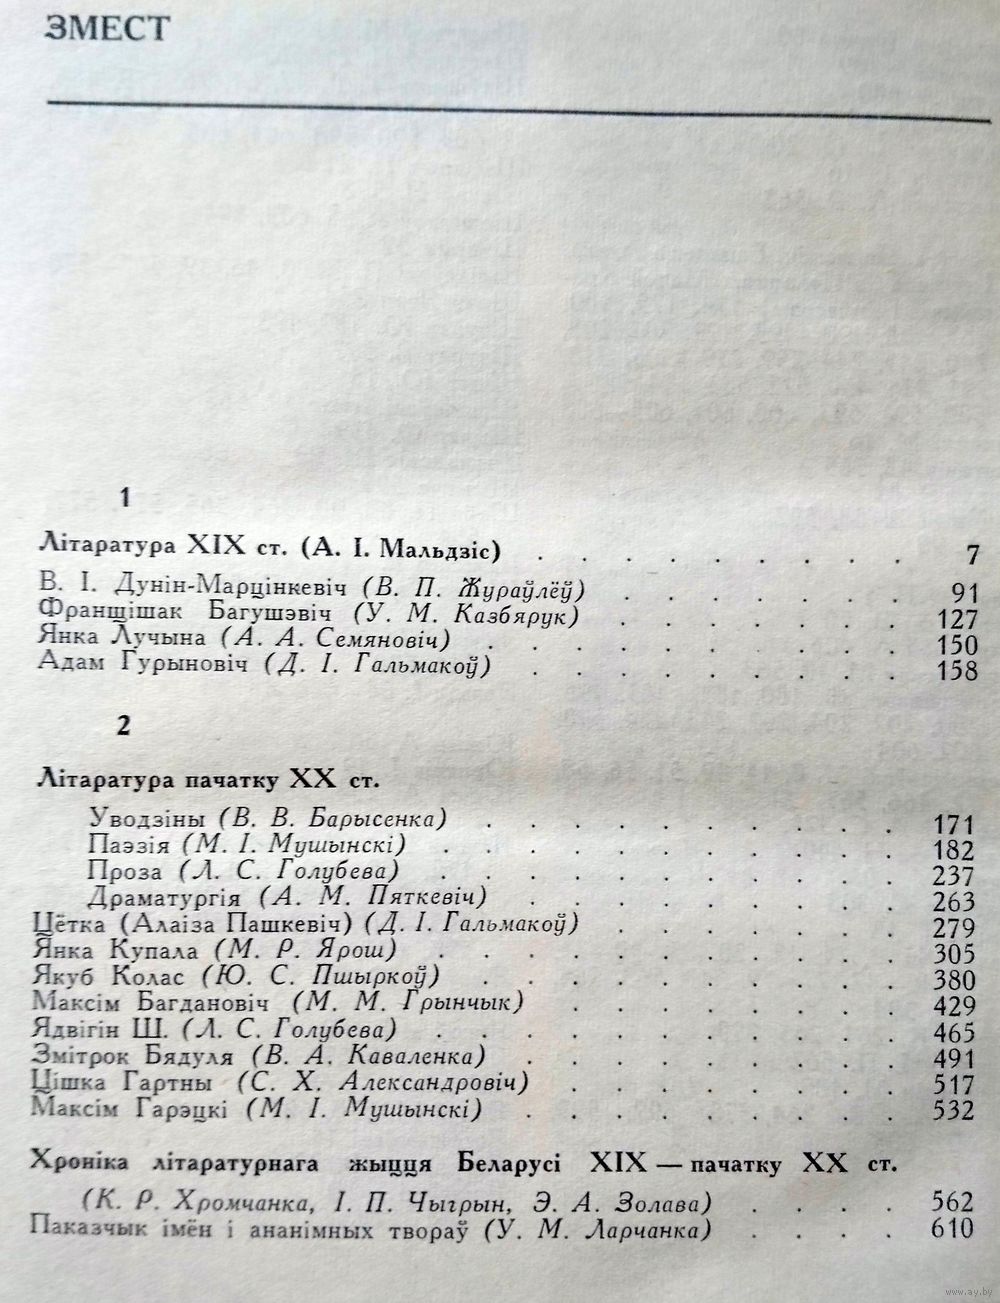 ЗМЕСТ
1
Літаратура XIX ст. (А. І. Мальдзіс) . . . . . . . . . 7
В. І. Дунін-Марцінкевіч (В. П. Жураўлёў) . . . . . . . 91
Францішак Багушэвіч (У. М. Казбярук) . . . . . . . 127
Янка Лучына (А. А. Семяновіч) . . . . . . . . . . 150
Адам Гурыновіч (Д. І. Гальмакоў) . . . . . . . . . 158
2
Літаратура пачатку XX ст.
Уводзіны (В. В. Барысенка) . . . . . . . . . . 171
Паэзія (М. І. Мушынскі) . . . . . . . . . . . 182
Проза (Л. С. Голубева) . . . . . . . . . . . 237
Драматургія (А. М. Пяткевіч) . . . . . . . . . 263
Цётка (Алаіза Пашкевіч) (Д. І. Гальмакоў) . . . . . . . 279
Янка Купала (М. Р. Ярош) . . . . . . . . . . . 305
Якуб Колас (Ю. С. Пшыркоў) . . . . . . . . . . 380
Максім Багдановіч (М. М. Грынчык) . . . . . . . . 429
Ядвігін Ш. (Л. С. Голубева) . . . . . . . . . . . 465
Змітрок Бядуля (В. А. Каваленка) . . . . . . . . . 491
Цішка Гартны (С. Х. Александровіч) . . . . . . . . 517
Максім Гарэцкі (М. І. Мушынскі) . . . . . . . . . 532
Хроніка літаратурнага жыцця Беларусі XIX — пачатку XX ст.
(К. Р. Хромчанка, І. П. Чыгрын, Э. А. Золава) . . . . 562
Паказчык імён і ананімных твораў (У. М. Ларчанка) . . . . 610
www.ay.by